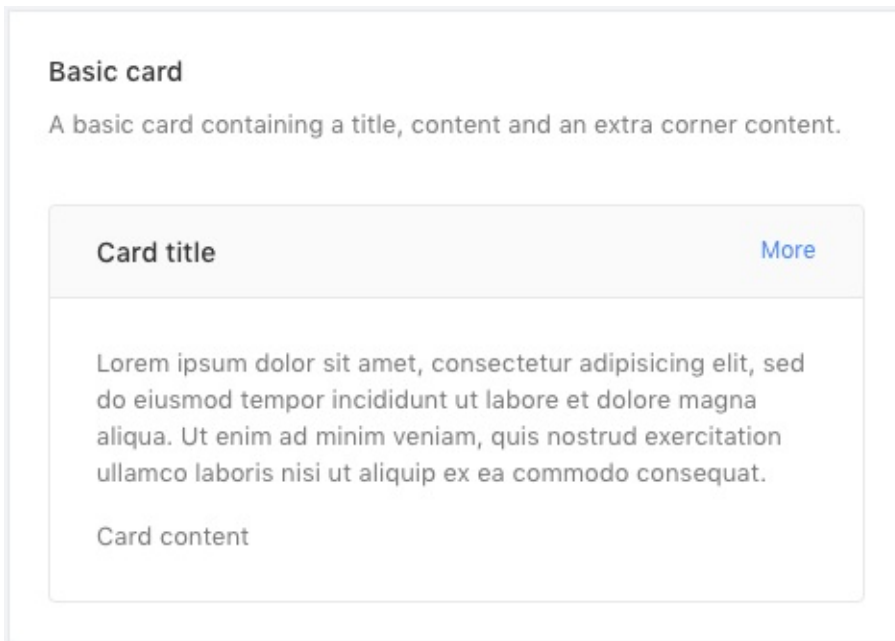 Basic card
A basic card containing a title, content and an extra corner content.
Card title
More
Lorem ipsum dolor sit amet, consectetur adipisicing elit, sed
do eiusmod tempor incididunt ut labore et dolore magna
aliqua. Ut enim ad minim veniam, quis nostrud exercitation
ullamco laboris nisi ut aliquip ex ea commodo consequat.
Card content